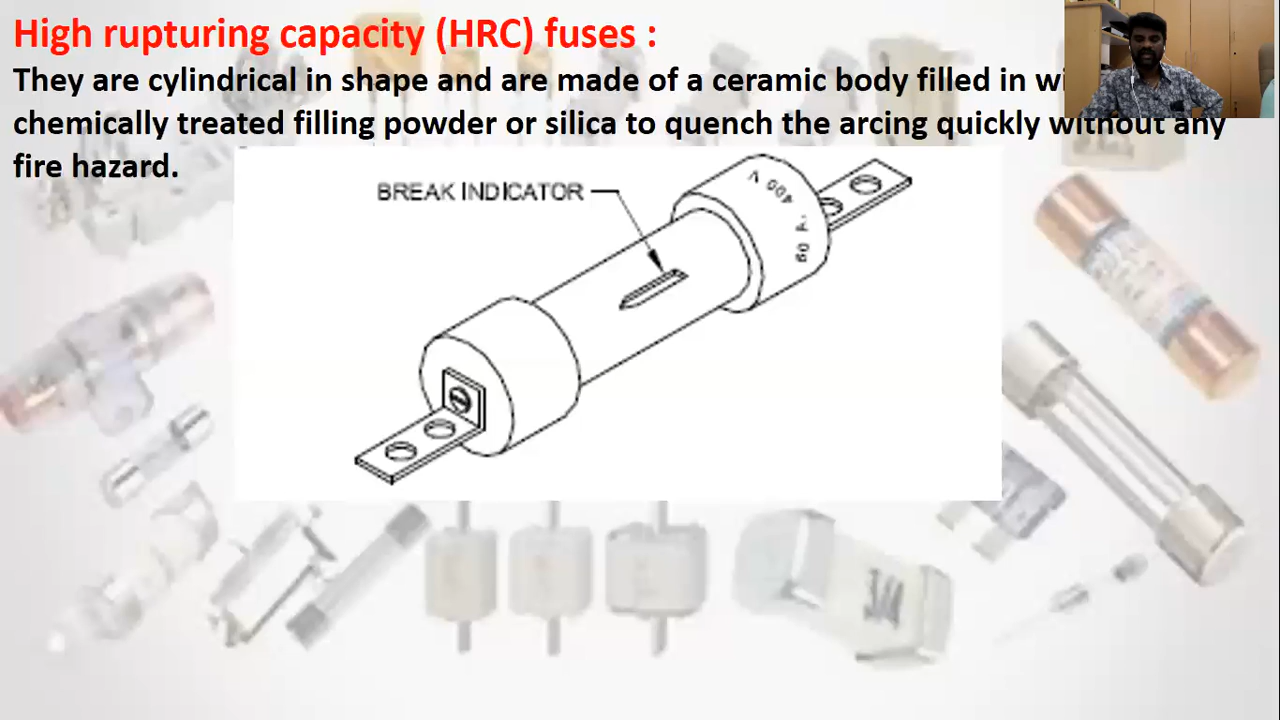 High rupturing capacity (HRC) fuses :
They are cylindrical in shape and are made of a ceramic body filled in
chemically treated filling powder or silica to quench the arcing quickly without any
fire hazard.
BREAK INDICATOR
60 A, 400 V